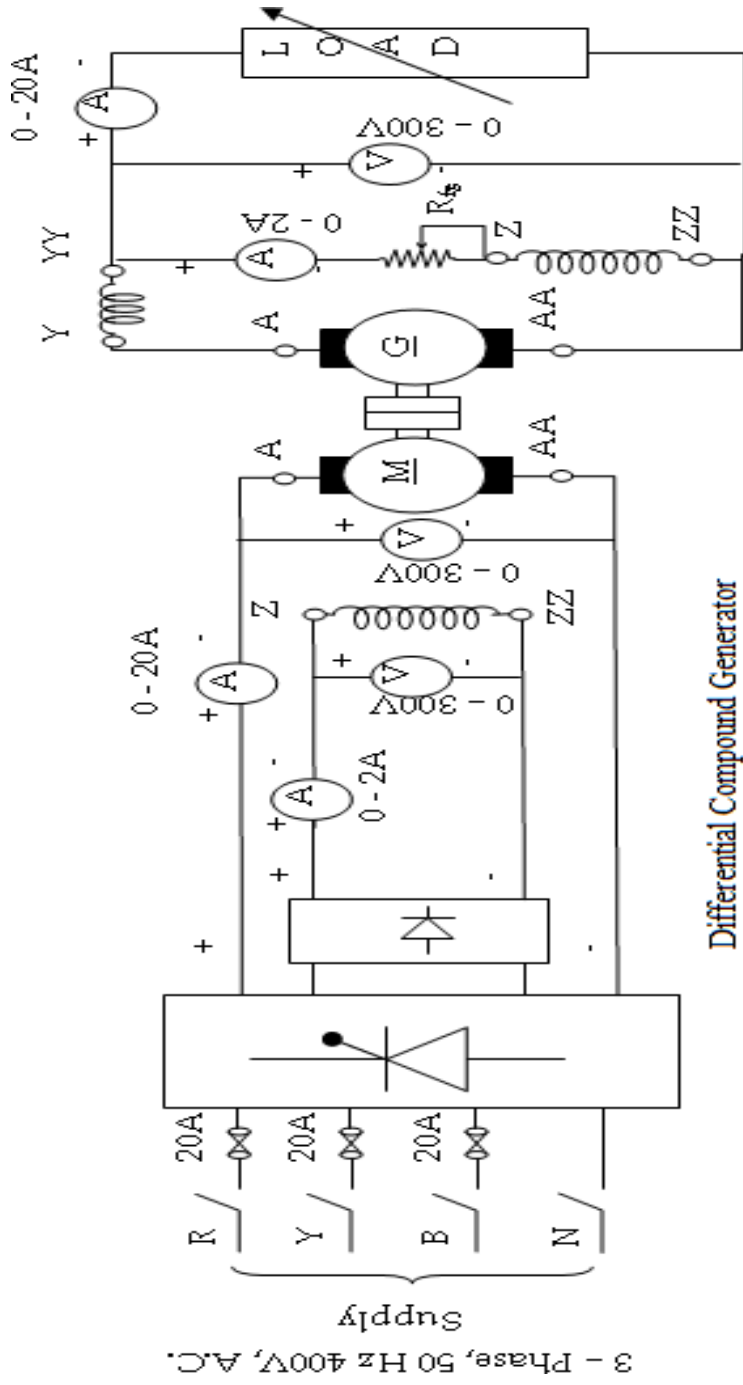 3 – Phase, 50 Hz 400V, A.C.
Supply
R
Y
B
N
20A
20A
20A
+
-
+
-
+
A
-
0 - 2A
+
V
-
0 – 300V
Z
ZZ
+
A
-
0 - 20A
+
V
-
0 – 300V
A
M
AA
A
G
AA
Y
YY
+
A
-
0 – 2A
Z
ZZ
+
V
-
0 – 300V
+
A
-
0 - 20A
LOAD
Differential Compound Generator